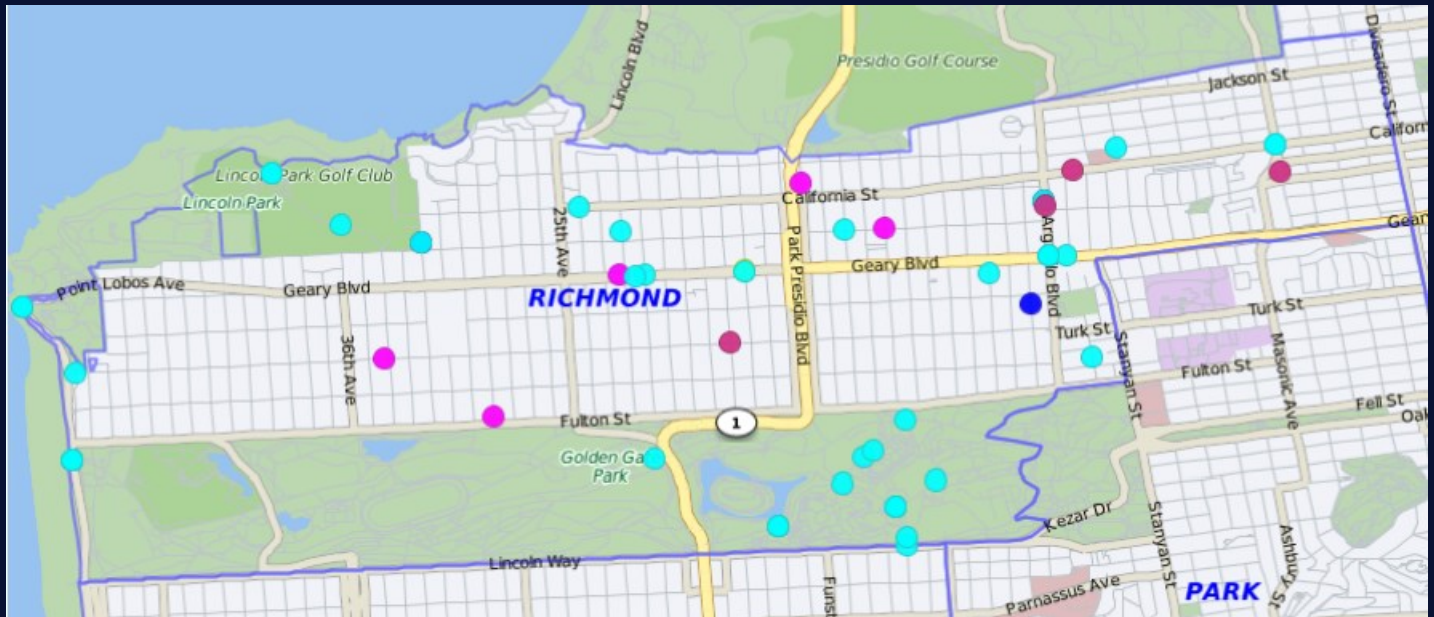 Lincoln Blvd
Presidio Golf Course
Divisadero St
Jackson St
Californ
Lincoln Park Golf Club
Lincoln Park
California St
25th Ave
Park Presidio Blvd
Geary Blvd
Gear
Point Lobos Ave
Geary Blvd
RICHMOND
Turk St
Turk St
36th Ave
Stanyan St
Masonic Ave
Fulton St
Fulton St
1
Fell St
Oak
Golden Ga
Park
Kezar Dr
Stanyan St
Ashbury St
Lincoln Way
Funst
Parnassus Ave
PARK